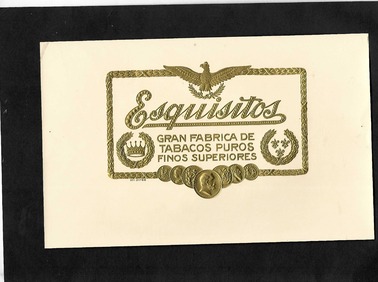 Esquisitos
GRAN FABRICA DE
TABACOS PUROS
FINOS SUPERIORES